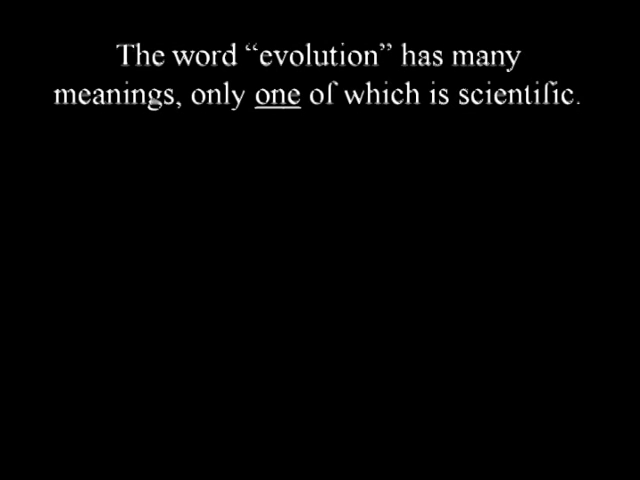 The word “evolution” has many
meanings, only one of which is scientific.